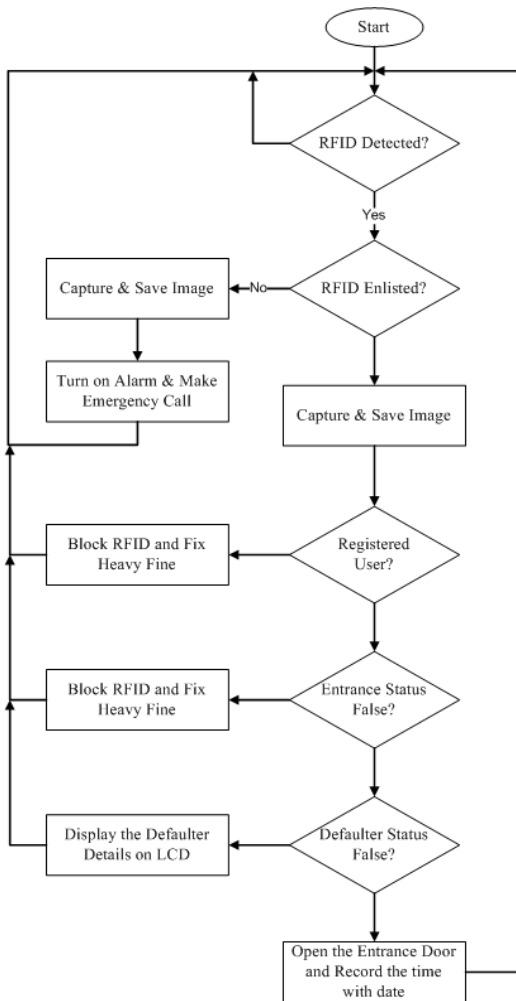 Start
RFID Detected?
Yes
RFID Enlisted?
No
Capture & Save Image
Turn on Alarm & Make
Emergency Call
Capture & Save Image
Registered
User?
Block RFID and Fix
Heavy Fine
Entrance Status
False?
Block RFID and Fix
Heavy Fine
Defaulter Status
False?
Display the Defaulter
Details on LCD
Open the Entrance Door
and Record the time
with date